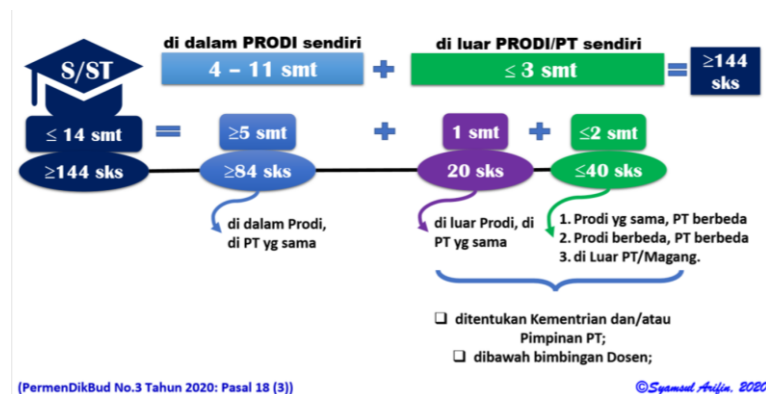 di dalam PRODI sendiri
di luar PRODI/PT sendiri
S/ST
4 – 11 smt
+
≤ 3 smt
=
≥144
sks
≤ 14 smt
=
≥5 smt
+
1 smt
+
≤2 smt
≥144 sks
≥84 sks
20 sks
≤40 sks
di dalam Prodi,
di PT yg sama
di luar Prodi, di
PT yg sama
1. Prodi yg sama, PT berbeda
2. Prodi berbeda, PT berbeda
3. di Luar PT/Magang.
❑ ditentukan Kementrian dan/atau
Pimpinan PT;
❑ dibawah bimbingan Dosen;
(PermenDikBud No.3 Tahun 2020: Pasal 18 (3))
©Syamsul Arifin, 2020